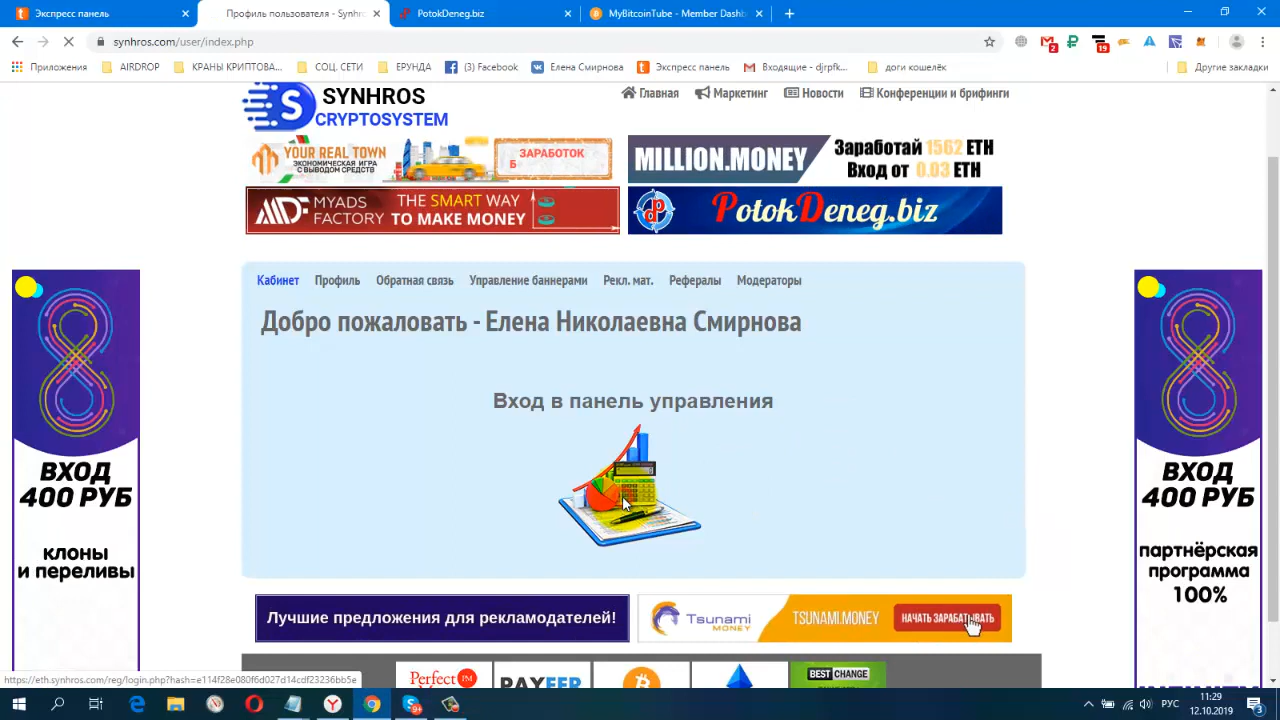 Экспресс панель
Профиль пользователя - Synhr
PotokDeneg.biz
MyBitcoinTube - Member Dashb
synhros.com/user/index.php
2
19
Приложения
AIRDROP
КРАНЫ КРИПТОВА...
СОЦ. СЕТИ
ЕРУНДА
(3) Facebook
Елена Смирнова
Экспресс панель
Входящие - djrpfk...
доги кошелёк
Другие закладки
SYNHROS
CRYPTOSYSTEM
Главная
Маркетинг
Новости
Конференции и брифинги
YOUR REAL TOWN
ЭКОНОМИЧЕСКАЯ ИГРА
С ВЫВОДОМ СРЕДСТВ
ЗАРАБОТОК
Б
MILLION.MONEY
Заработай 1562 ETH
Вход от 0.03 ETH
MYADS
FACTORY
THE SMART WAY
TO MAKE MONEY
PotokDeneg.biz
Кабинет
Профиль
Обратная связь
Управление баннерами
Рекл. мат.
Рефералы
Модераторы
Добро пожаловать - Елена Николаевна Смирнова
Вход в панель управления
ВХОД
400 РУБ
клоны
и переливы
ВХОД
400 РУБ
партнёрская
программа
100%
Лучшие предложения для рекламодателей!
Tsunami
MONEY
TSUNAMI.MONEY
НАЧАТЬ ЗАРАБАТЫВАТЬ
Perfect
PM
PAYEER
BEST CHANGE
https://eth.synhros.com/reg/login.php?hash=e114f28e080f6d027d14cdf23236bb5e
9+
РУС
11:29
12.10.2019
3